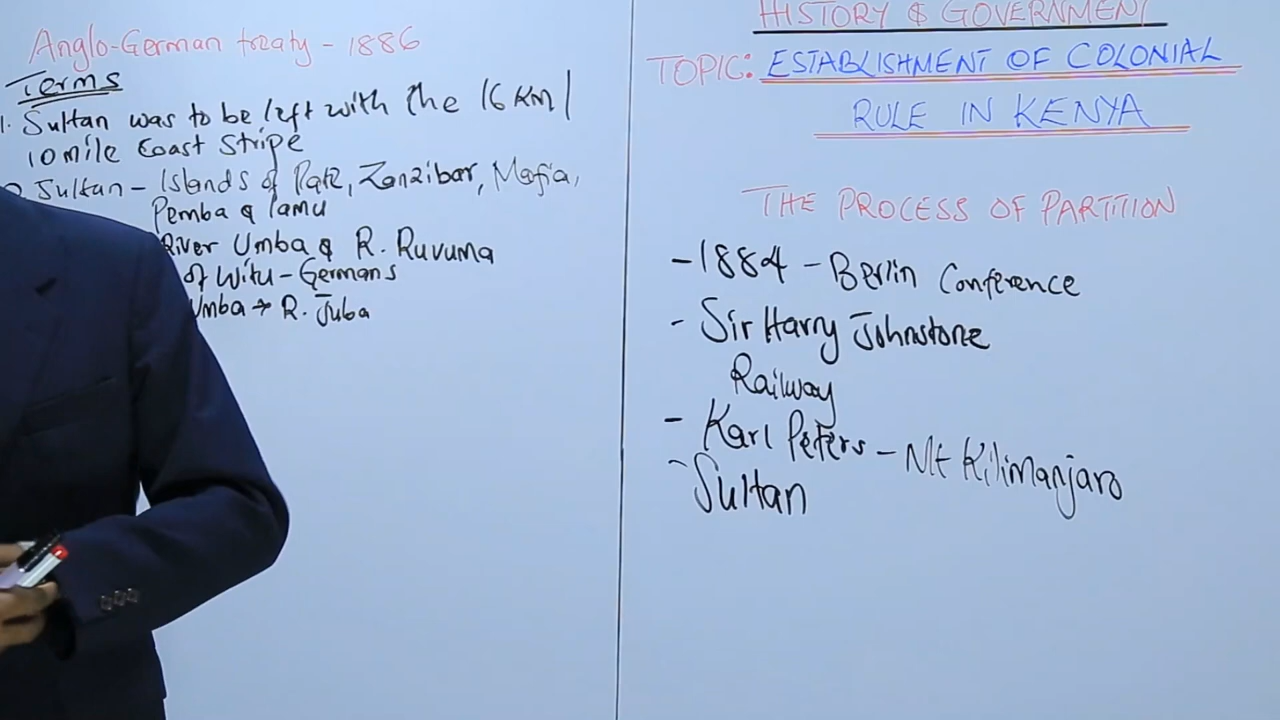 Anglo-German treaty - 1886
Terms
1. Sultan was to be left with the 16 Km/
10 mile Coast Stripe
Sultan - Islands of Pate, Zanzibar, Mafia,
Pemba & Lamu
River Umba & R. Ruvuma
of Witu - Germans
Umba → R. Juba
HISTORY & GOVERNMENT
TOPIC: ESTABLISHMENT OF COLONIAL
RULE IN KENYA
THE PROCESS OF PARTITION
- 1884 - Berlin Conference
- Sir Harry Johnstone
Railway
- Karl Peters - Mt Kilimanjaro
- Sultan